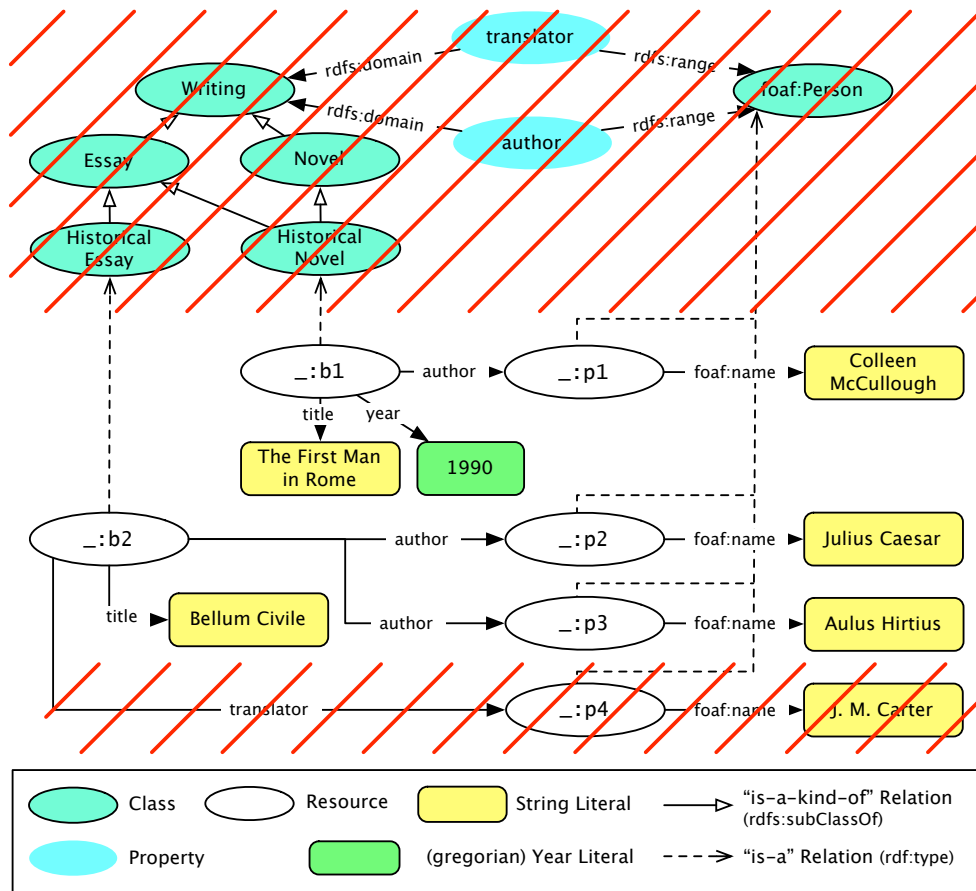 translator
rdfs:domain
rdfs:range
Writing
foaf:Person
rdfs:domain
rdfs:range
author
Essay
Novel
Historical
Essay
Historical
Novel
_:b1
author
_:p1
foaf:name
Colleen
McCullough
title
year
The First Man
in Rome
1990
_:b2
author
_:p2
foaf:name
Julius Caesar
title
Bellum Civile
author
_:p3
foaf:name
Aulus Hirtius
translator
_:p4
foaf:name
J. M. Carter
Class
Resource
String Literal
“is-a-kind-of” Relation
(rdfs:subClassOf)
Property
(gregorian) Year Literal
“is-a” Relation (rdf:type)